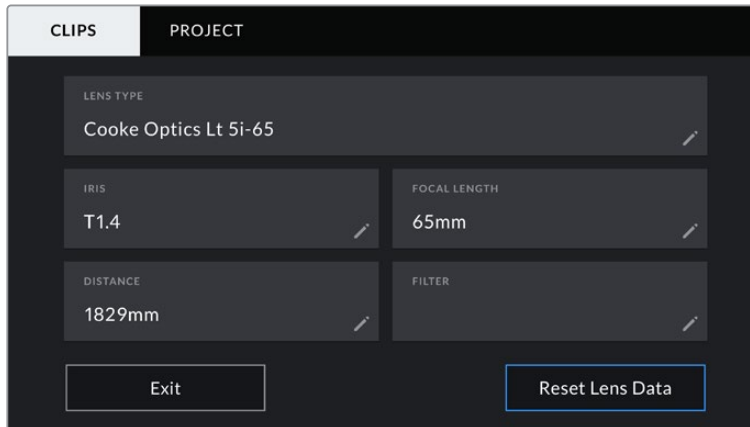 CLIPS PROJECT
LENS TYPE
Cooke Optics Lt 5i-65
IRIS FOCAL LENGTH
T1.4 65mm
DISTANCE FILTER
1829mm
Exit Reset Lens Data